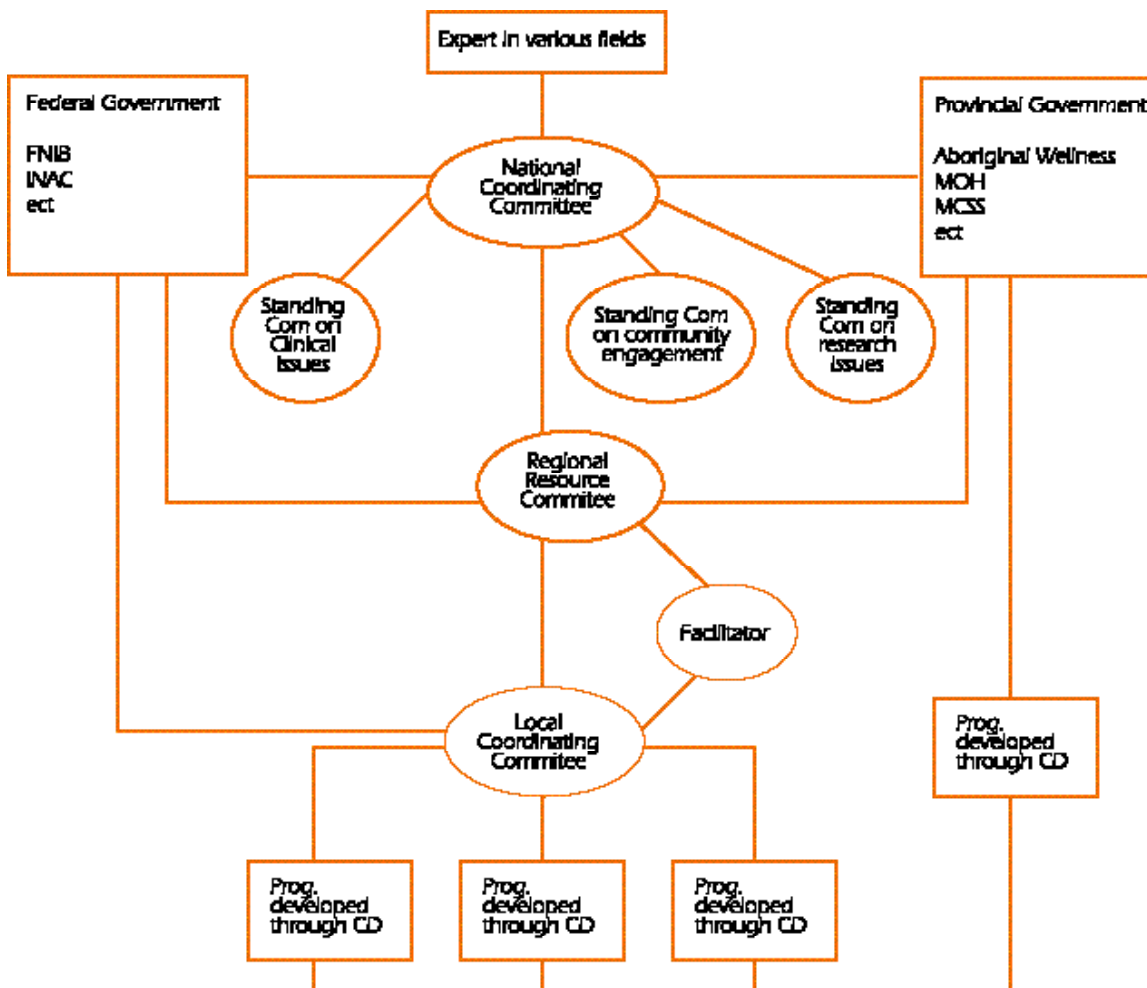 Expert in various fields
Federal Government
FNIB
INAC
ect
Provincial Government
Aboriginal Wellness
MOH
MCSS
ect
National
Coordinating
Committee
Standing
Com on
Clinical
Issues
Standing Com
on community
engagement
Standing
Com on
research
issues
Regional
Resource
Commitee
Facilitator
Local
Coordinating
Commitee
Prog.
developed
through CD
Prog.
developed
through CD
Prog.
developed
through CD
Prog.
developed
through CD